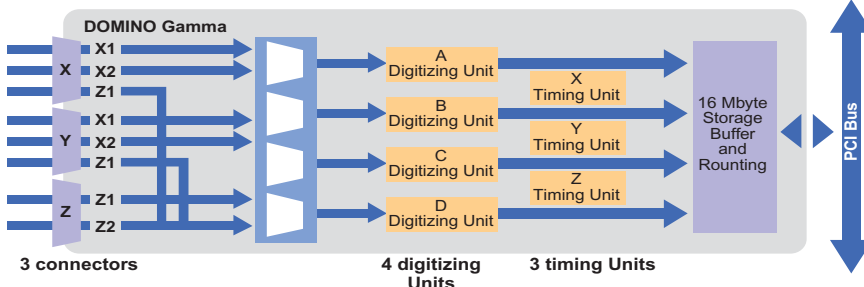 DOMINO Gamma
X
X1
X2
Z1
Y
X1
X2
Z1
Z
Z1
Z2
A
Digitizing Unit
B
Digitizing Unit
C
Digitizing Unit
D
Digitizing Unit
X
Timing Unit
Y
Timing Unit
Z
Timing Unit
16 Mbyte
Storage
Buffer
and
Rounting
PCI Bus
3 connectors
4 digitizing
Units
3 timing Units